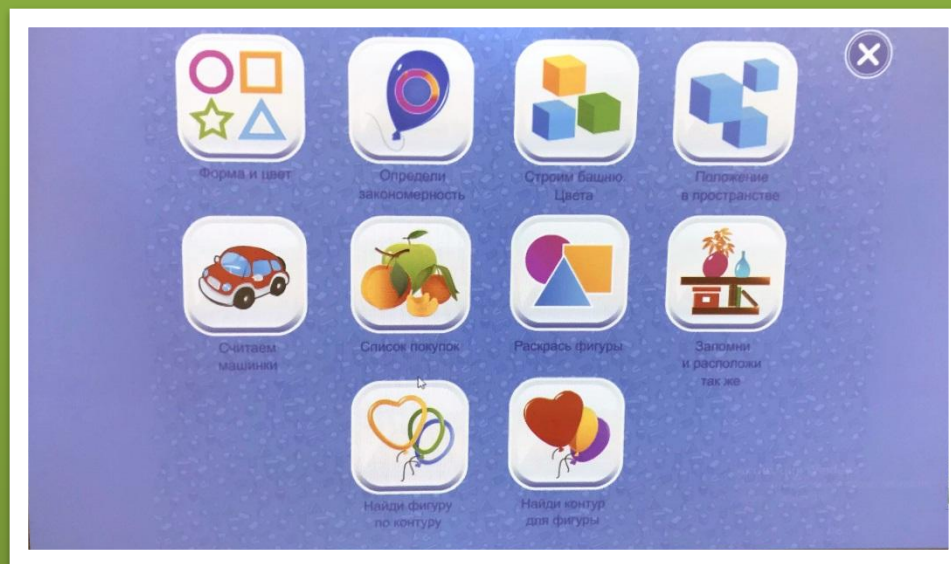 Форма и цвет
Определи
закономерность
Строим башню
Цвета
Положение
в пространстве
Считаем
машинки
Список покупок
Раскрась фигуры
Запомни
и расположи
так же
Найди фигуру
по контуру
Найди контур
для фигуры